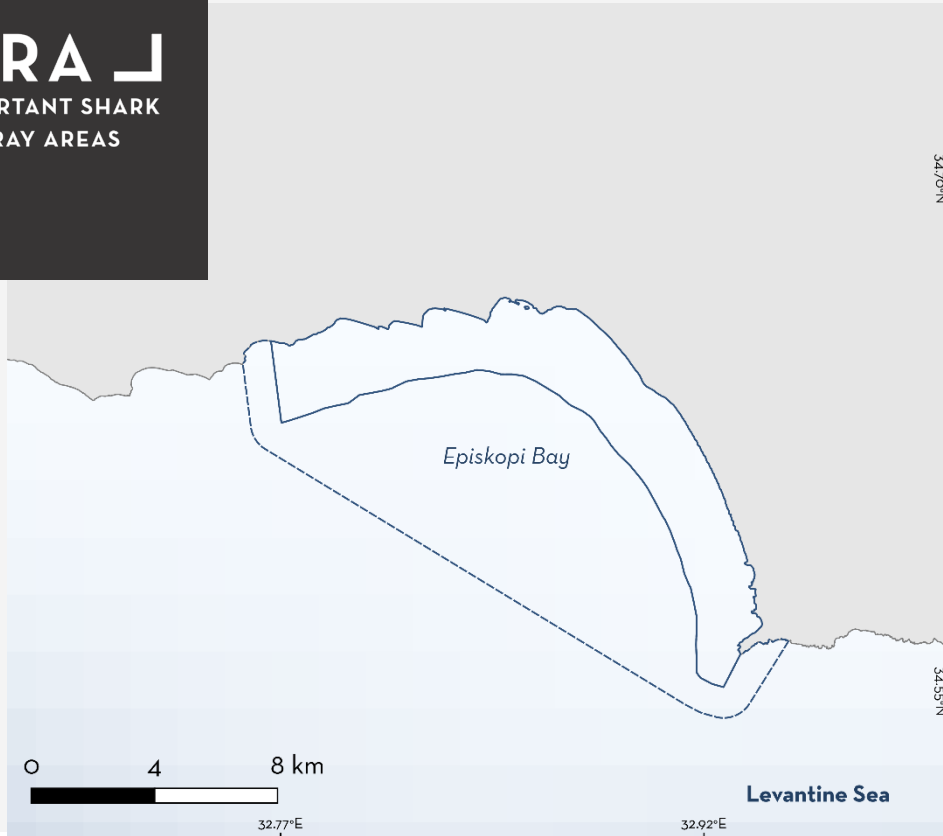 RA
RTANT SHARK
RAY AREAS
34.70°N
Episkopi Bay
34.55°N
0 4 8 km
Levantine Sea
32.77°E 32.92°E